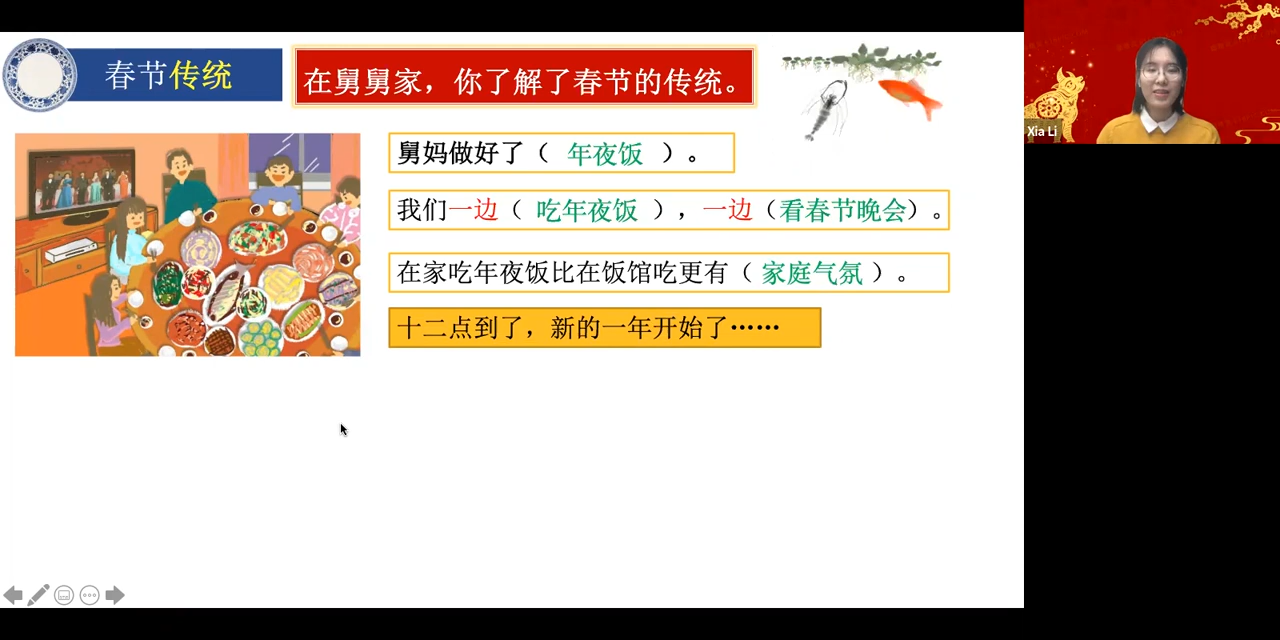 春节传统
在舅舅家，你了解了春节的传统。
舅妈做好了（ 年夜饭 ）。
我们一边（ 吃年夜饭 ），一边（看春节晚会）。
在家吃年夜饭比在饭馆吃更有（ 家庭气氛 ）。
十二点到了，新的一年开始了……
Xia Li